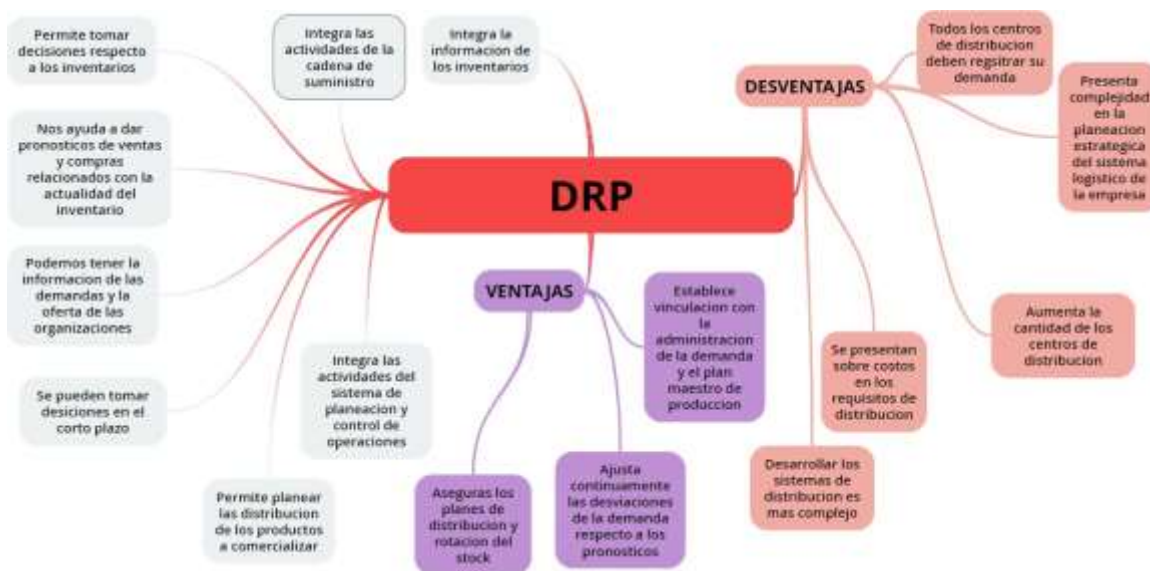 Permite tomar
decisiones respecto
a los inventarios
Integra las
actividades de la
cadena de
suministro
Integra la
informacion de
los inventarios
Nos ayuda a dar
pronosticos de ventas
y compras
relacionados con la
actualidad del
inventario
Podemos tener la
informacion de las
demandas y la
oferta de las
organizaciones
Se pueden tomar
desiciones en el
corto plazo
Permite planear
las distribucion
de los productos
a comercializar
Integra las
actividades del
sistema de
planeacion y
control de
operaciones
DRP
VENTAJAS
Aseguras los
planes de
distribucion y
rotacion del
stock
Ajusta
continuamente
las desviaciones
de la demanda
respecto a los
pronosticos
Establece
vinculacion con
la
administracion
de la demanda
y el plan
maestro de
produccion
DESVENTAJAS
Todos los centros
de distribucion
deben regsitrar su
demanda
Presenta
complejidad
en la
planeacion
estrategica
del sistema
logistico de
la empresa
Aumenta la
cantidad de los
centros de
distribucion
Se presentan
sobre costos
en los
requisitos de
distribucion
Desarrollar los
sistemas de
distribucion es
mas complejo